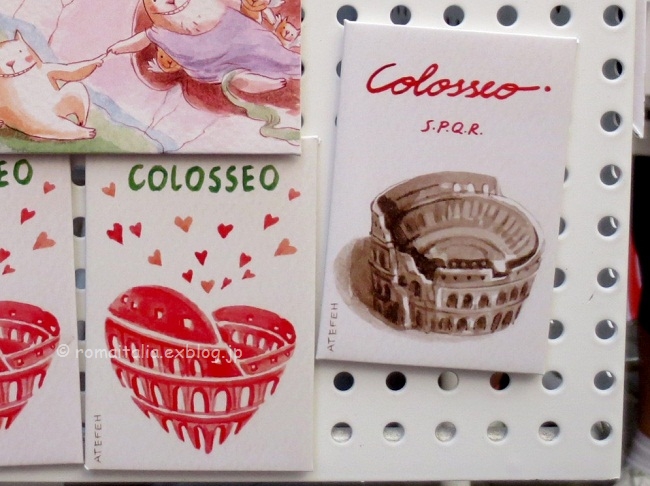 Colosseo.
S.P.Q.R.
ATEFEH
EO
COLOSSEO
ATEFEH
© romaitalia.exblog.jp